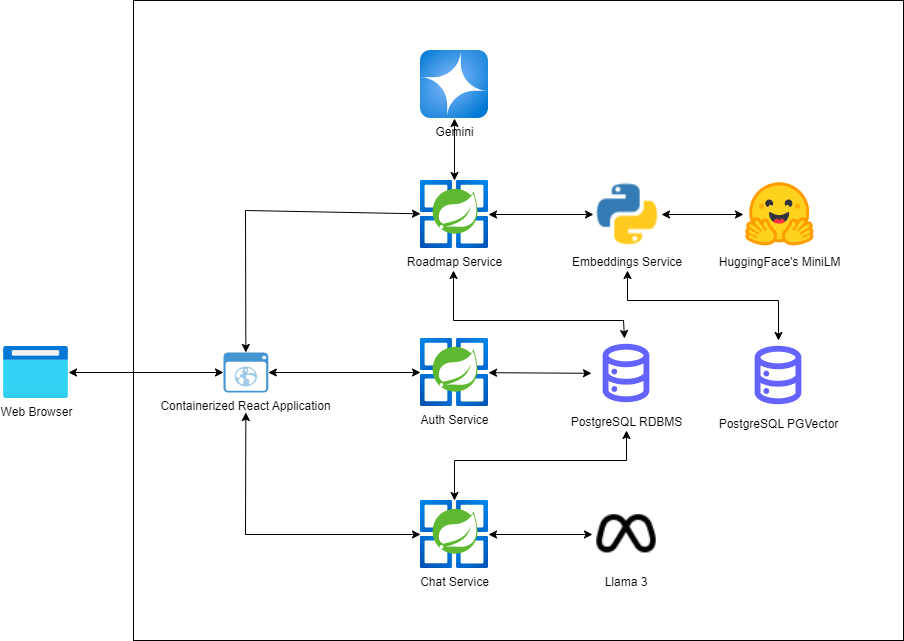 Gemini
Roadmap Service
Embeddings Service
HuggingFace's MiniLM
Web Browser
Containerized React Application
Auth Service
PostgreSQL RDBMS
PostgreSQL PGVector
Chat Service
Llama 3